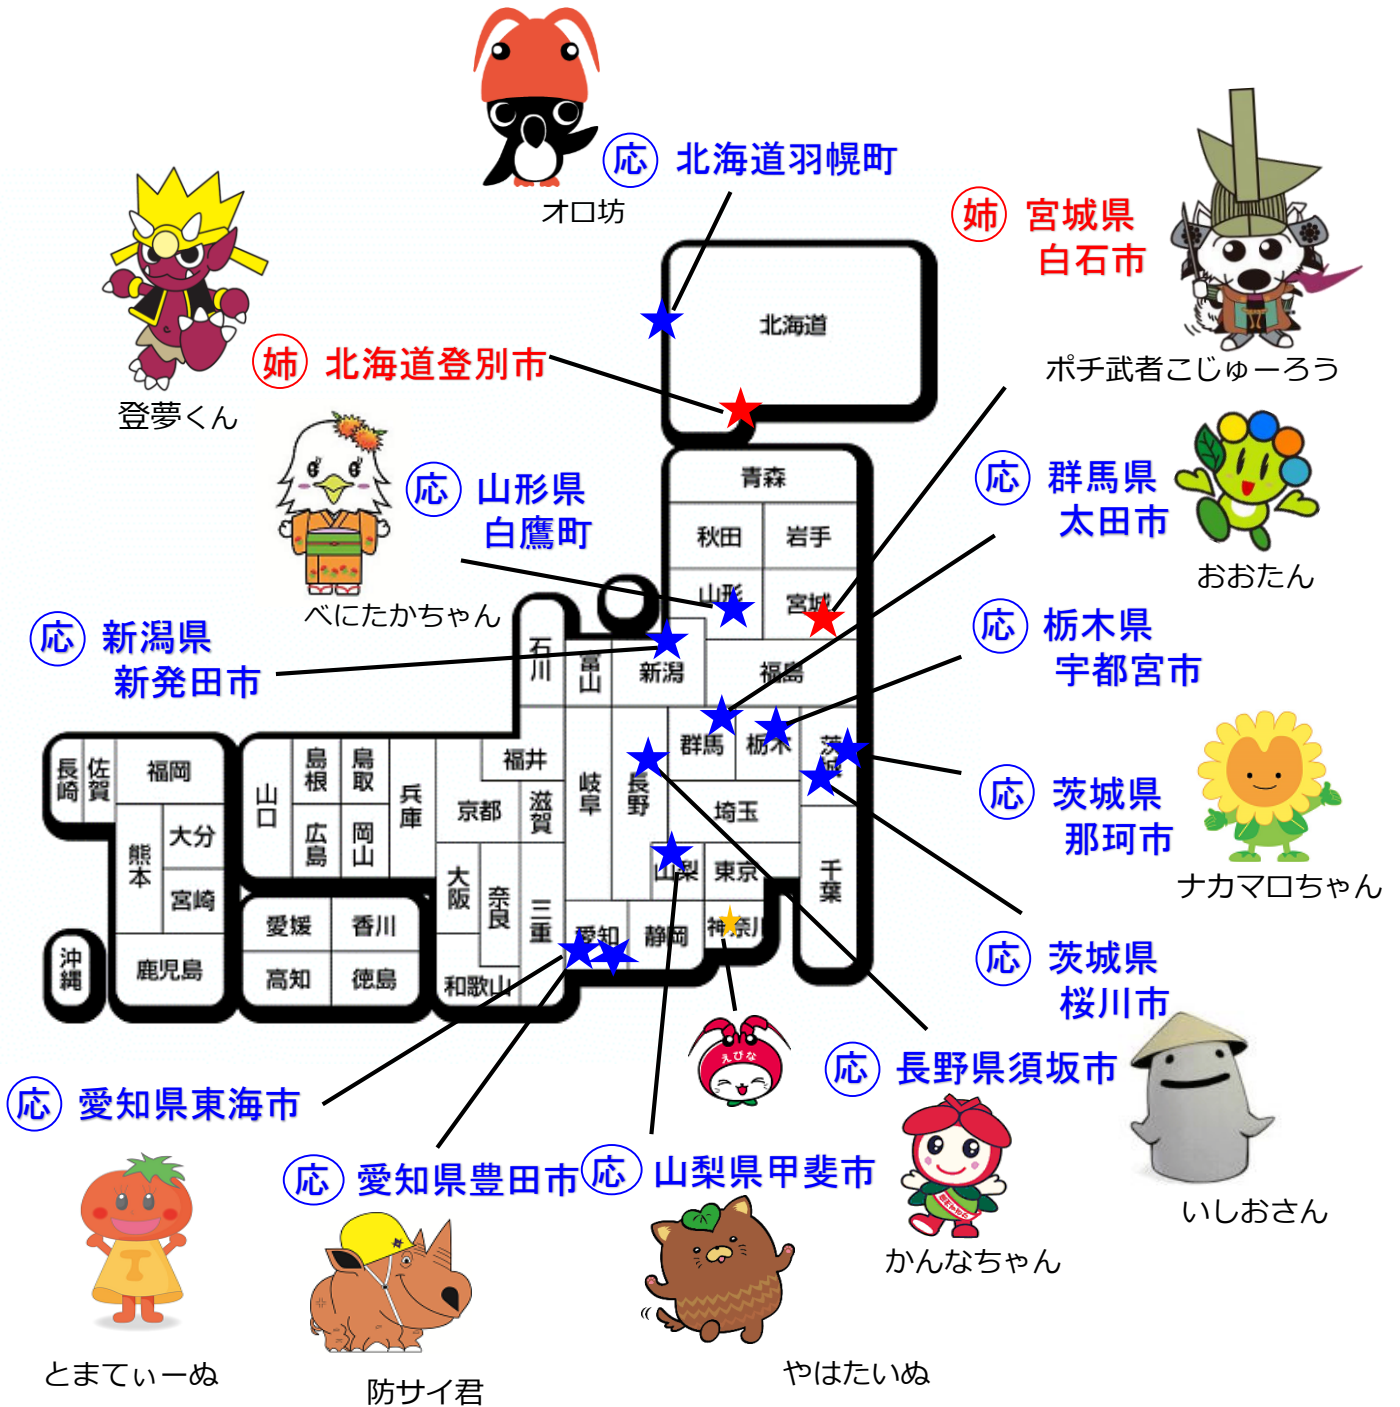 応 北海道羽幌町
オロ坊
姉 宮城県
白石市
ポチ武者こじゅーろう
北海道
姉 北海道登別市
登夢くん
応 山形県
白鷹町
べにたかちゃん
応 群馬県
太田市
おおたん
青森
秋田
岩手
山形
宮城
応 新潟県
新発田市
応 栃木県
宇都宮市
石川
富山
新潟
福島
ナカマロちゃん
応 茨城県
那珂市
長崎
佐賀
福岡
山口
島根
鳥取
兵庫
福井
岐阜
長野
群馬
栃木
茨城
熊本
大分
広島
岡山
京都
滋賀
埼玉
宮崎
大阪
奈良
三重
山梨
東京
千葉
愛媛
香川
愛知
静岡
神奈川
沖縄
鹿児島
高知
徳島
和歌山
応 茨城県
桜川市
いしおさん
えびな
応 長野県須坂市
かんなちゃん
応 愛知県東海市
とまてぃーぬ
応 愛知県豊田市
防サイ君
応 山梨県甲斐市
やはたいぬ